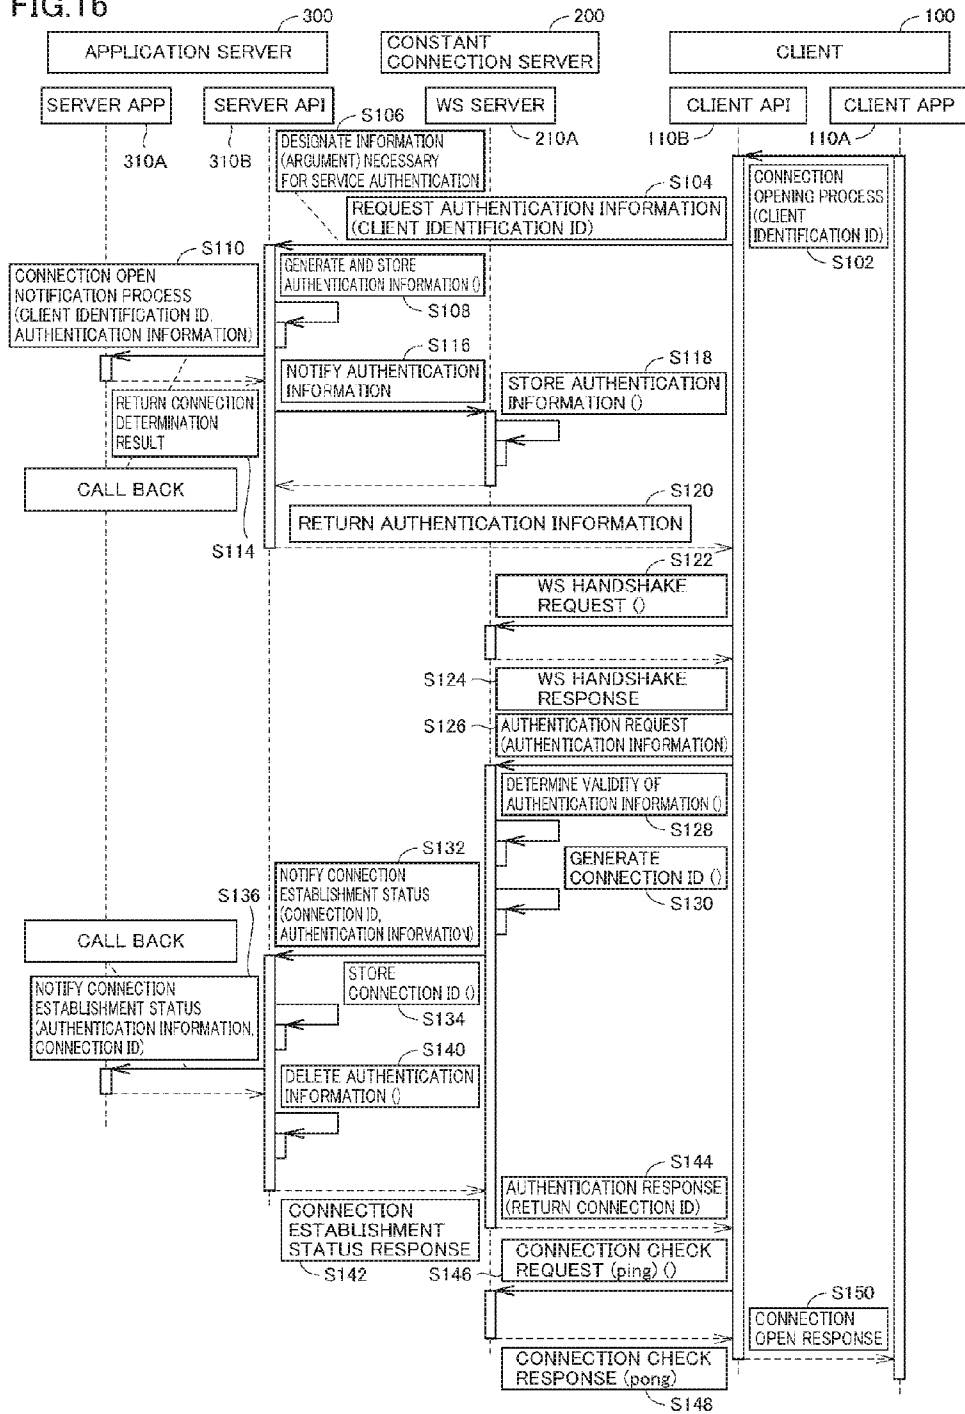 FIG.16
300
200
100
APPLICATION SERVER
CONSTANT
CONNECTION SERVER
CLIENT
SERVER APP
SERVER API
WS SERVER
CLIENT API
CLIENT APP
310A
310B
S106
210A
110B
110A
DESIGNATE INFORMATION
(ARGUMENT) NECESSARY
FOR SERVICE AUTHENTICATION
CONNECTION
OPENING PROCESS
(CLIENT
IDENTIFICATION ID)
S102
S104
REQUEST AUTHENTICATION INFORMATION
(CLIENT IDENTIFICATION ID)
S110
CONNECTION OPEN
NOTIFICATION PROCESS
(CLIENT IDENTIFICATION ID,
AUTHENTICATION INFORMATION)
GENERATE AND STORE
AUTHENTICATION INFORMATION ()
S108
S116
NOTIFY AUTHENTICATION
INFORMATION
S118
STORE AUTHENTICATION
INFORMATION ()
RETURN CONNECTION
DETERMINATION
RESULT
CALL BACK
S114
S120
RETURN AUTHENTICATION INFORMATION
S122
WS HANDSHAKE
REQUEST ()
S124
WS HANDSHAKE
RESPONSE
S126
AUTHENTICATION REQUEST
(AUTHENTICATION INFORMATION)
DETERMINE VALIDITY OF
AUTHENTICATION INFORMATION ()
S128
S132
NOTIFY CONNECTION
ESTABLISHMENT STATUS
(CONNECTION ID,
AUTHENTICATION INFORMATION)
GENERATE
CONNECTION ID ()
S130
S136
CALL BACK
NOTIFY CONNECTION
ESTABLISHMENT STATUS
(AUTHENTICATION INFORMATION,
CONNECTION ID)
STORE
CONNECTION ID ()
S134
S140
DELETE AUTHENTICATION
INFORMATION ()
S144
AUTHENTICATION RESPONSE
(RETURN CONNECTION ID)
CONNECTION
ESTABLISHMENT
STATUS RESPONSE
S142
S146
CONNECTION CHECK
REQUEST (ping) ()
S150
CONNECTION
OPEN RESPONSE
CONNECTION CHECK
RESPONSE (pong)
S148